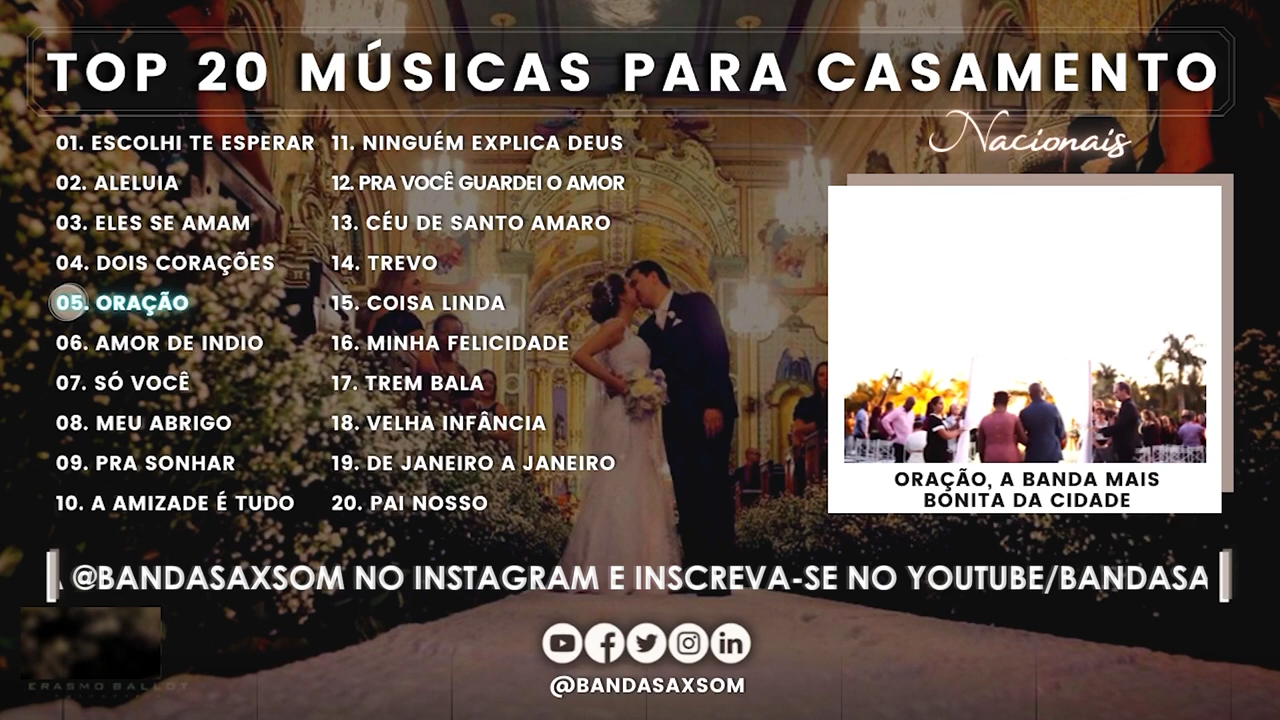 TOP 20 MÚSICAS PARA CASAMENTO
Nacionais
01. ESCOLHI TE ESPERAR
02. ALELUIA
03. ELES SE AMAM
04. DOIS CORAÇÕES
05. ORAÇÃO
06. AMOR DE INDIO
07. SÓ VOCÊ
08. MEU ABRIGO
09. PRA SONHAR
10. A AMIZADE É TUDO
11. NINGUÉM EXPLICA DEUS
12. PRA VOCÊ GUARDEI O AMOR
13. CÉU DE SANTO AMARO
14. TREVO
15. COISA LINDA
16. MINHA FELICIDADE
17. TREM BALA
18. VELHA INFÂNCIA
19. DE JANEIRO A JANEIRO
20. PAI NOSSO
ORAÇÃO, A BANDA MAIS
BONITA DA CIDADE
@BANDASAXSOM NO INSTAGRAM E INSCREVA-SE NO YOUTUBE/BANDASA
in
@BANDASAXSOM
ERASMO BALLOT